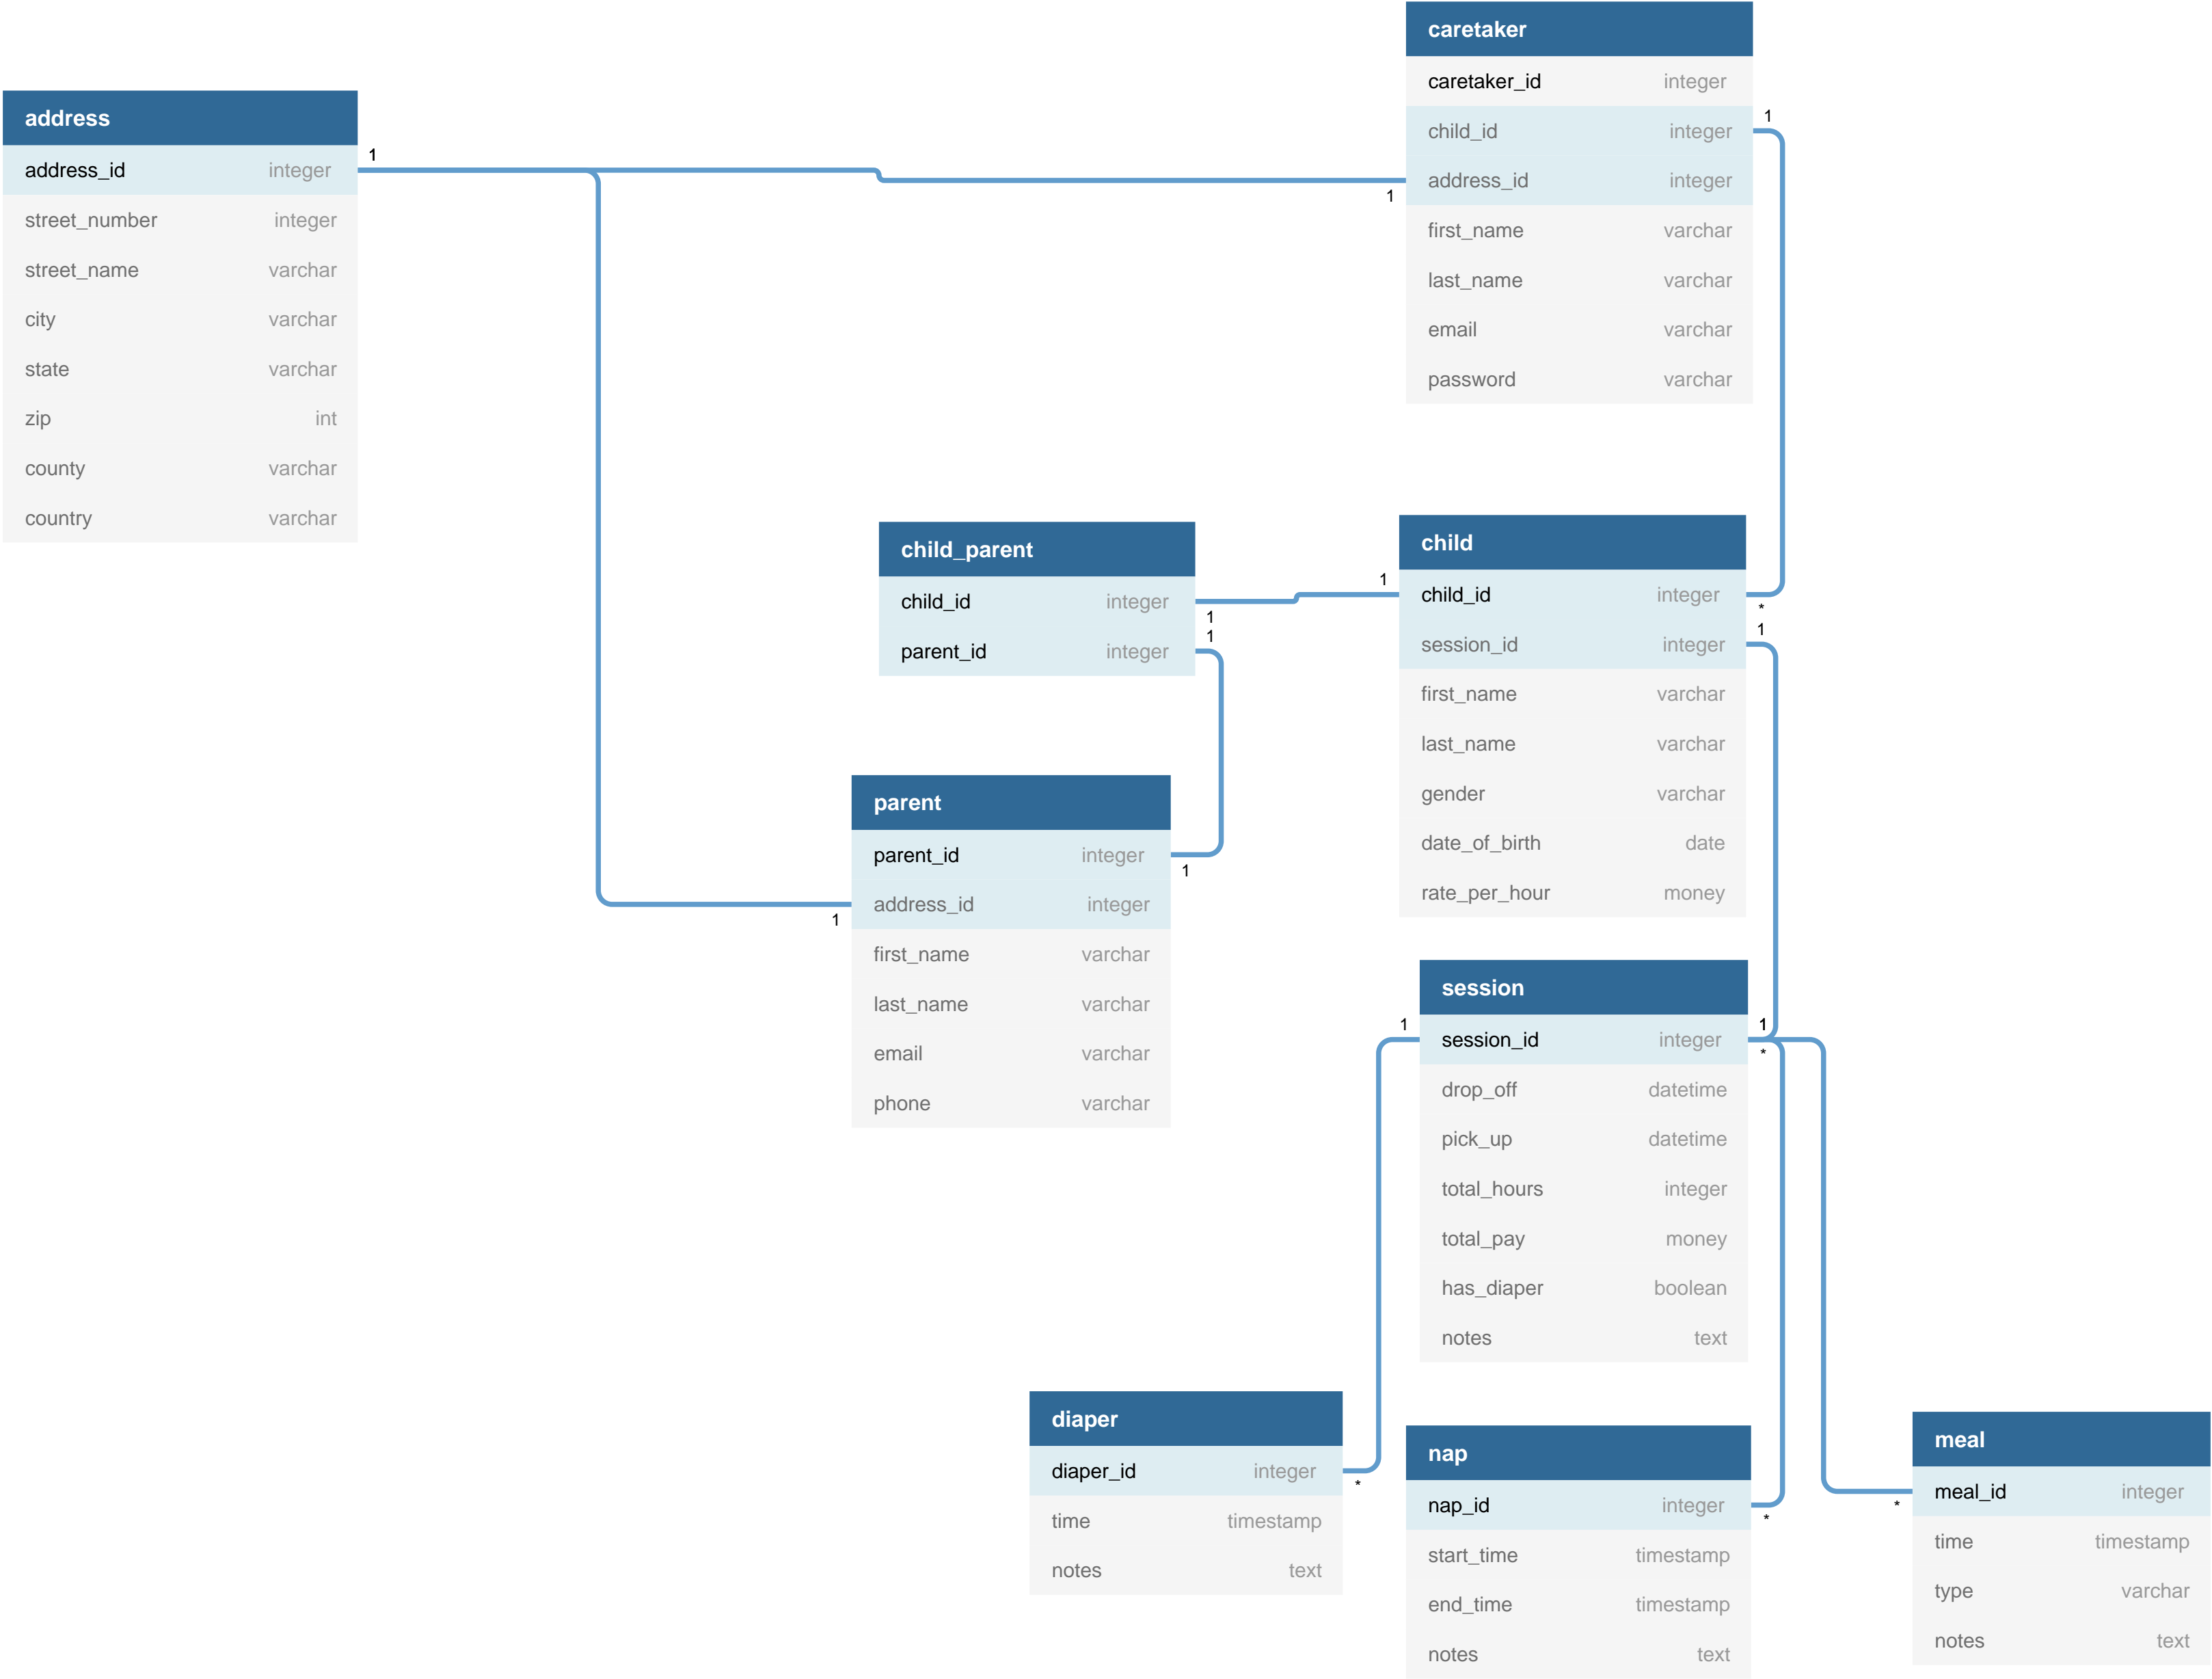 caretaker
caretaker_id integer
child_id integer 1
address_id integer
1
first_name varchar
last_name varchar
email varchar
password varchar
address
address_id integer 1
street_number integer
street_name varchar
city varchar
state varchar
zip int
county varchar
country varchar
child_parent
child_id integer
1
1
parent_id integer
child
1
child_id integer
*
1
session_id integer
first_name varchar
last_name varchar
gender varchar
date_of_birth date
rate_per_hour money
parent
parent_id integer
1
address_id integer
1
first_name varchar
last_name varchar
email varchar
phone varchar
session
1 1
session_id integer
*
drop_off datetime
pick_up datetime
total_hours integer
total_pay money
has_diaper boolean
notes text
diaper
diaper_id integer
*
time timestamp
notes text
nap
nap_id integer
*
start_time timestamp
end_time timestamp
notes text
meal
meal_id integer
*
time timestamp
type varchar
notes text